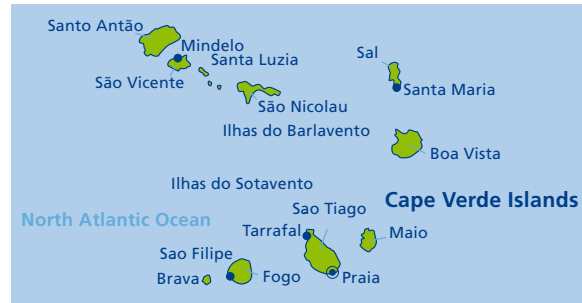 Santo Antão
Mindelo
Santa Luzia
São Vicente
São Nicolau
Sal
Santa Maria
Ilhas do Barlavento
Boa Vista
Ilhas do Sotavento
Cape Verde Islands
North Atlantic Ocean
Sao Tiago
Tarrafal
Maio
Sao Filipe
Brava
Fogo
Praia